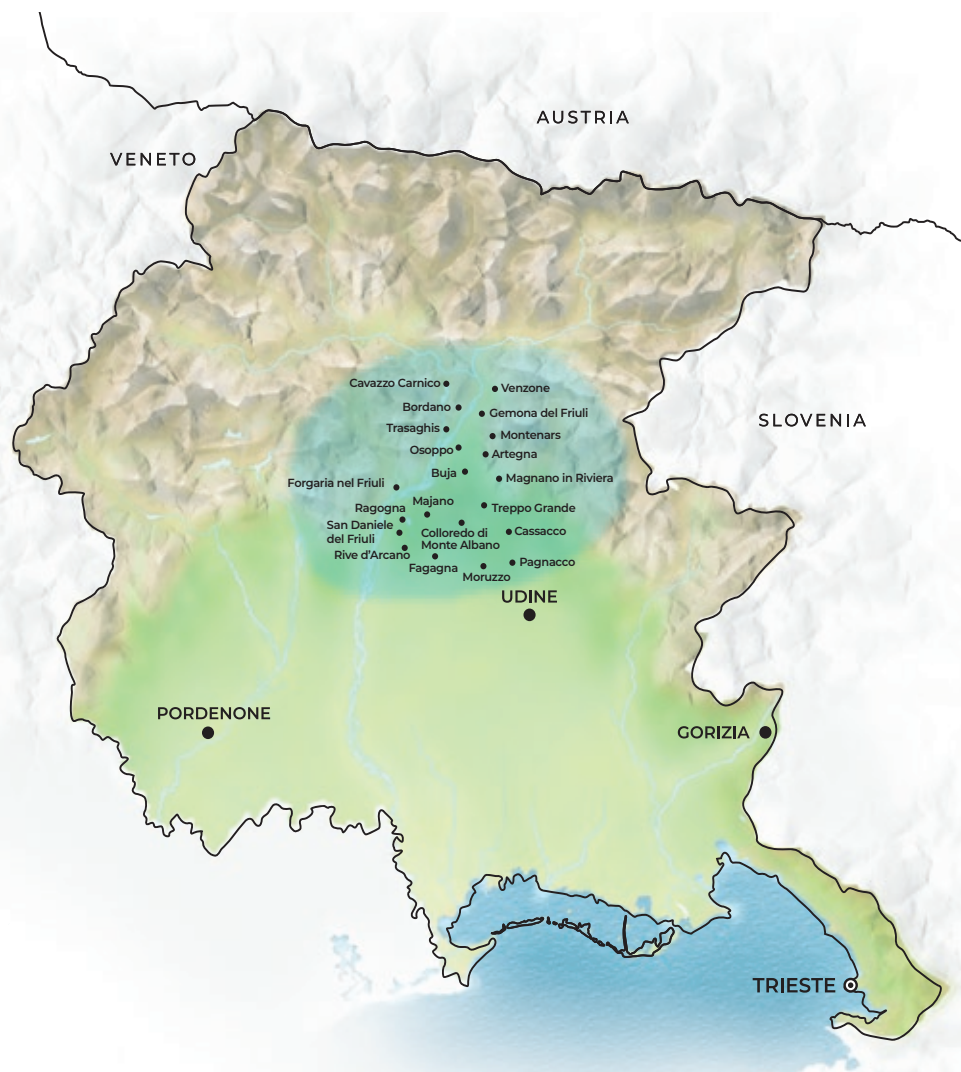 AUSTRIA
VENETO
SLOVENIA
Cavazzo Carnico
Venzone
Bordano
Gemona del Friuli
Trasaghis
Montenars
Osoppo
Artegna
Buja
Magnano in Riviera
Forgaria nel Friuli
Majano
Treppo Grande
Ragogna
San Daniele
del Friuli
Colloredo di
Monte Albano
Cassacco
Rive d'Arcano
Fagagna
Pagnacco
Moruzzo
UDINE
PORDENONE
GORIZIA
TRIESTE